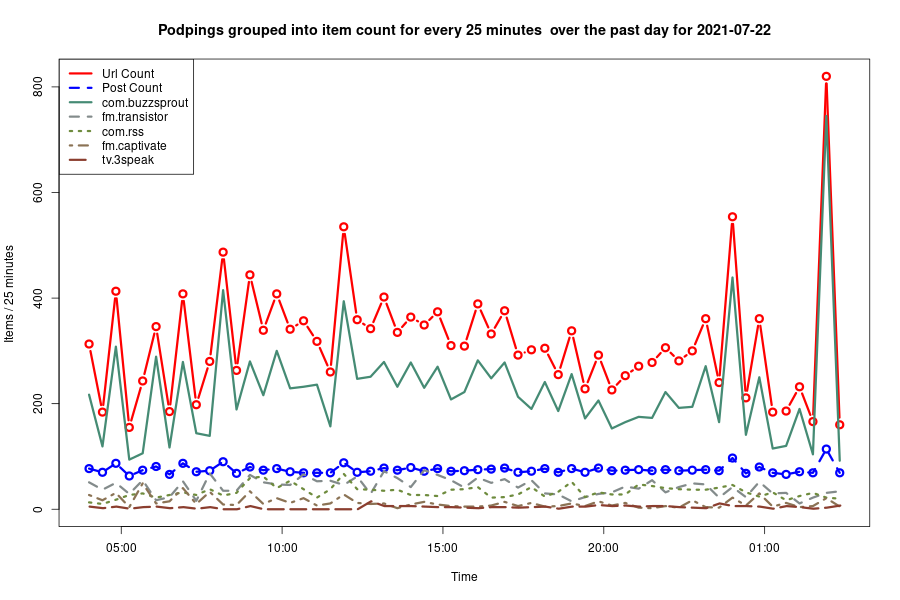 Podpings grouped into item count for every 25 minutes  over the past day for 2021-07-22
Url Count
Post Count
com.buzzsprout
fm.transistor
com.rss
fm.captivate
tv.3speak
Items / 25 minutes
800
600
400
200
0
05:00 10:00 15:00 20:00 01:00
Time